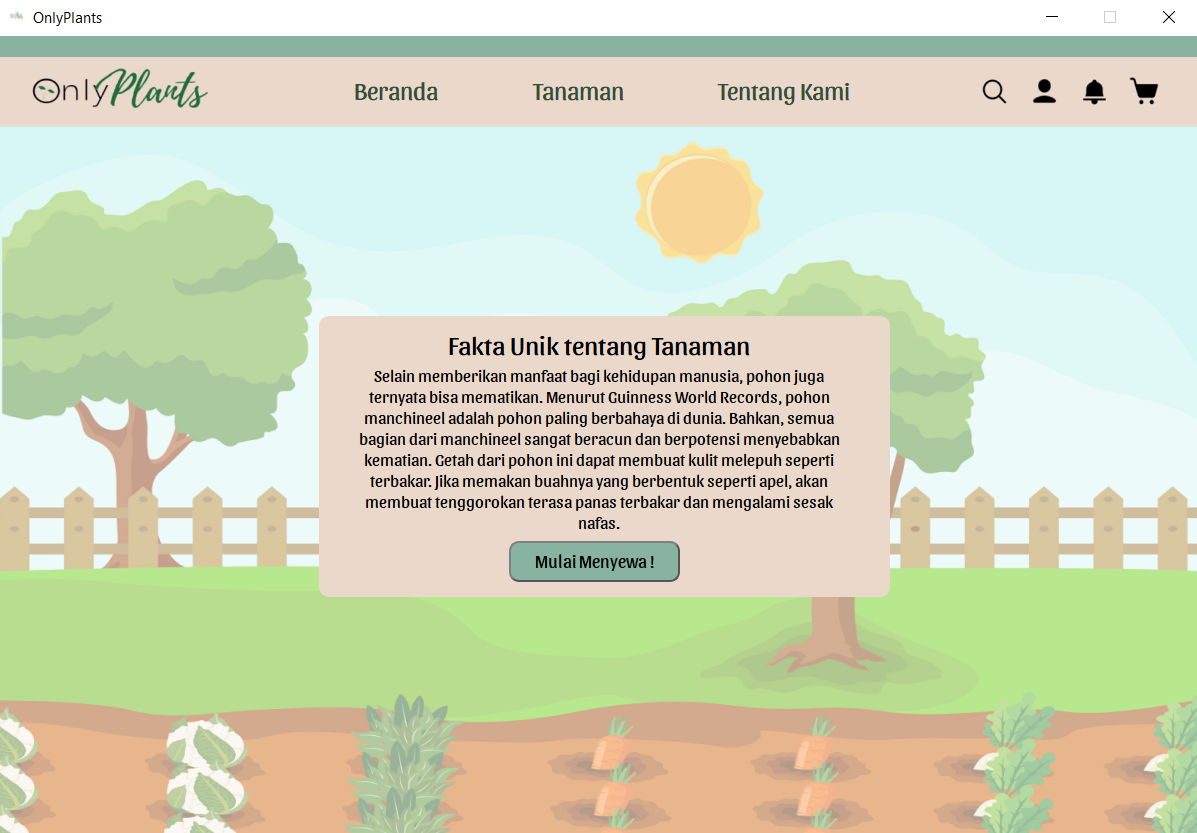 OnlyPlants
OnlyPlants
Beranda
Tanaman
Tentang Kami
Fakta Unik tentang Tanaman
Selain memberikan manfaat bagi kehidupan manusia, pohon juga
ternyata bisa mematikan. Menurut Guinness World Records, pohon
manchineel adalah pohon paling berbahaya di dunia. Bahkan, semua
bagian dari manchineel sangat beracun dan berpotensi menyebabkan
kematian. Getah dari pohon ini dapat membuat kulit melepuh seperti
terbakar. Jika memakan buahnya yang berbentuk seperti apel, akan
membuat tenggorokan terasa panas terbakar dan mengalami sesak
nafas.
Mulai Menyewa !